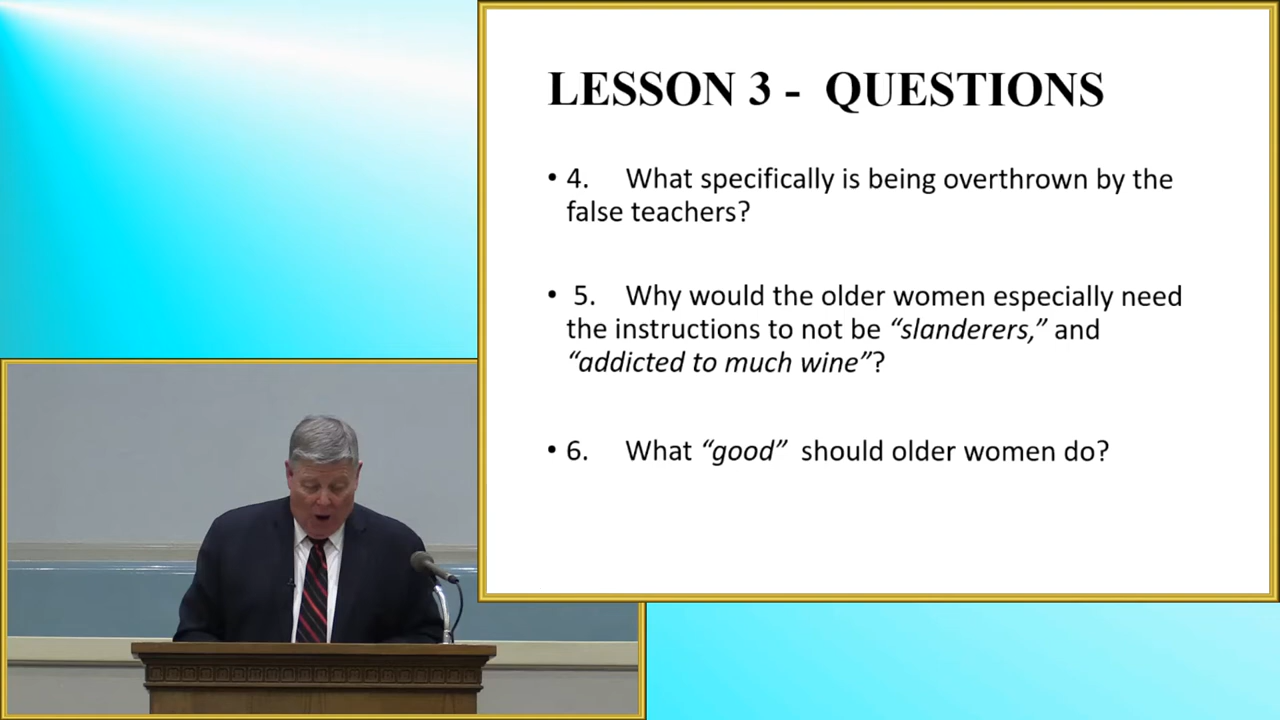 LESSON 3 - QUESTIONS
• 4. What specifically is being overthrown by the
false teachers?
• 5. Why would the older women especially need
the instructions to not be “slanderers,” and
“addicted to much wine”?
• 6. What “good” should older women do?